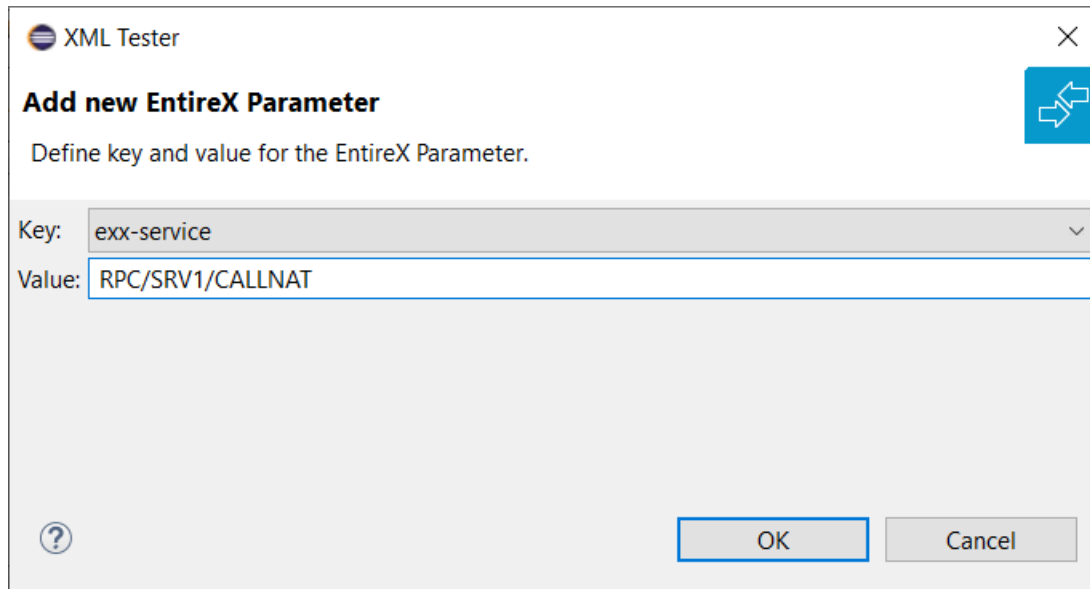 XML Tester
Add new EntireX Parameter
Define key and value for the EntireX Parameter.
Key: exx-service
Value: RPC/SRV1/CALLNAT
? OK Cancel